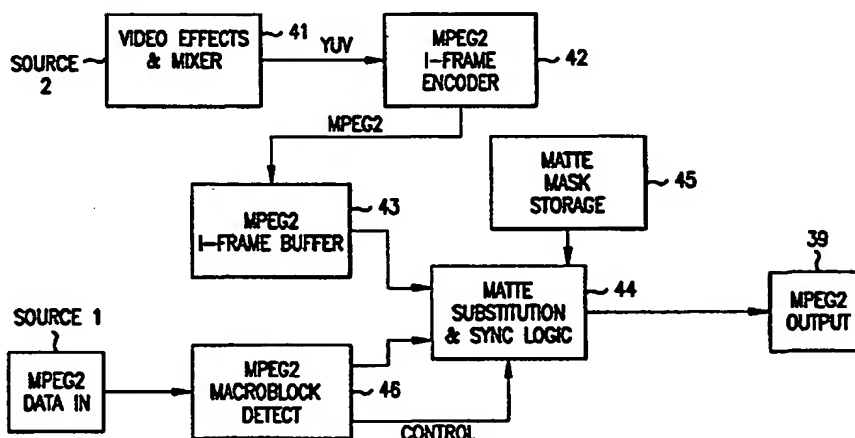 VIDEO EFFECTS
& MIXER
41
YUV
MPEG2
I-FRAME
ENCODER
42
SOURCE
2
MPEG2
MATTE
MASK
STORAGE
45
MPEG2
I-FRAME BUFFER
43
39
MATTE
SUBSTITUTION
& SYNC LOGIC
44
MPEG2
OUTPUT
SOURCE 1
MPEG2
DATA IN
MPEG2
MACROBLOCK
DETECT
46
CONTROL